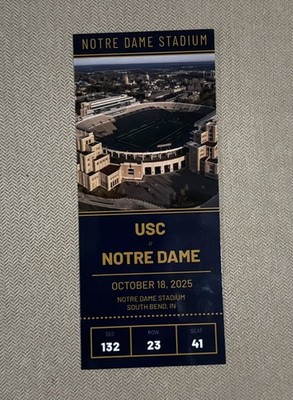 NOTRE DAME STADIUM
USC
at
NOTRE DAME
OCTOBER 18, 2025
NOTRE DAME STADIUM
SOUTH BEND, IN
SEC ROW SEAT
132 23 41